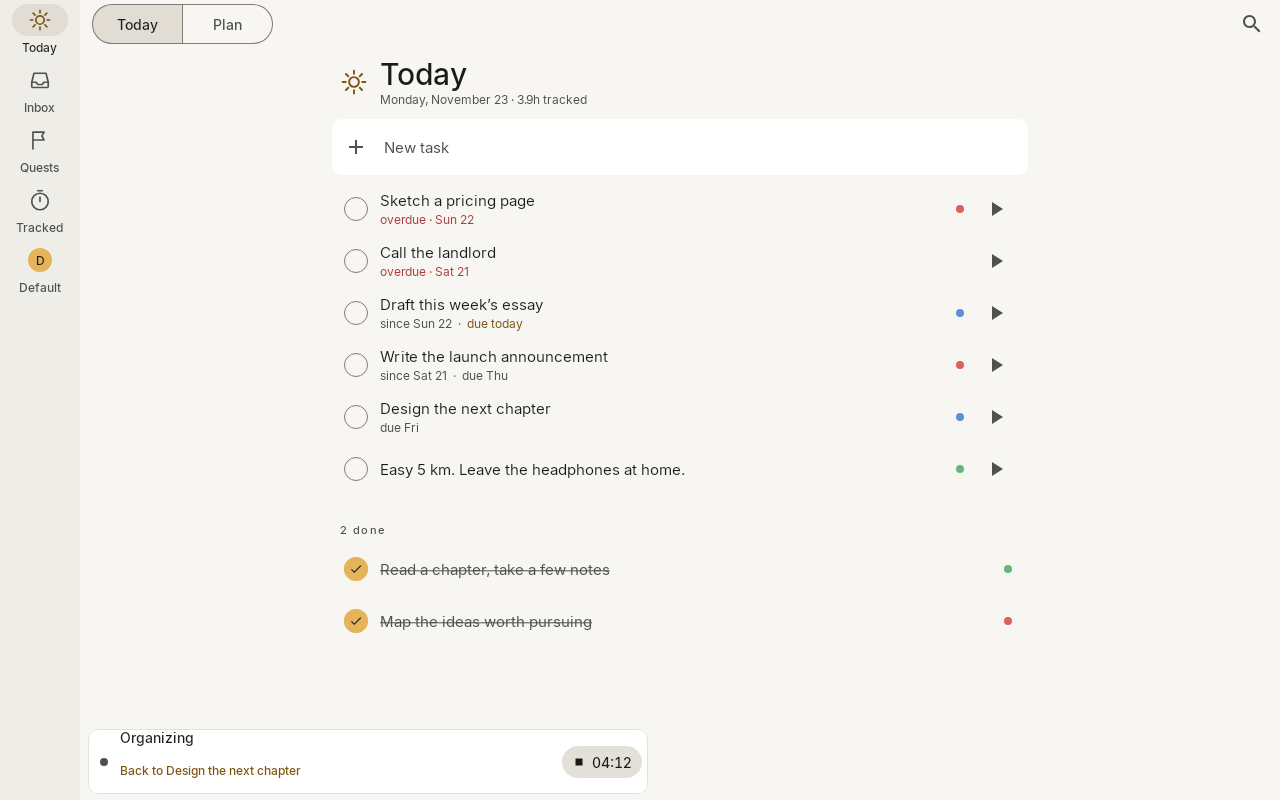 Today
Inbox
Quests
Tracked
D
Default
Today
Plan
Today
Monday, November 23 · 3.9h tracked
New task
Sketch a pricing page
overdue · Sun 22
Call the landlord
overdue · Sat 21
Draft this week’s essay
since Sun 22 · due today
Write the launch announcement
since Sat 21 · due Thu
Design the next chapter
due Fri
Easy 5 km. Leave the headphones at home.
2 done
Read a chapter, take a few notes
Map the ideas worth pursuing
Organizing
Back to Design the next chapter
04:12